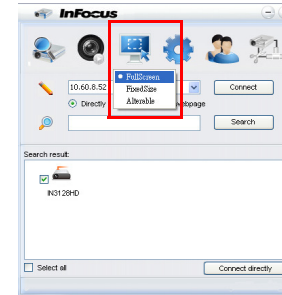 InFocus
FullScreen
FixedSize
Alterable
10.60.8.52
Connect
Directly
webpage
Search
Search result:
IN3128HD
Select all
Connect directly